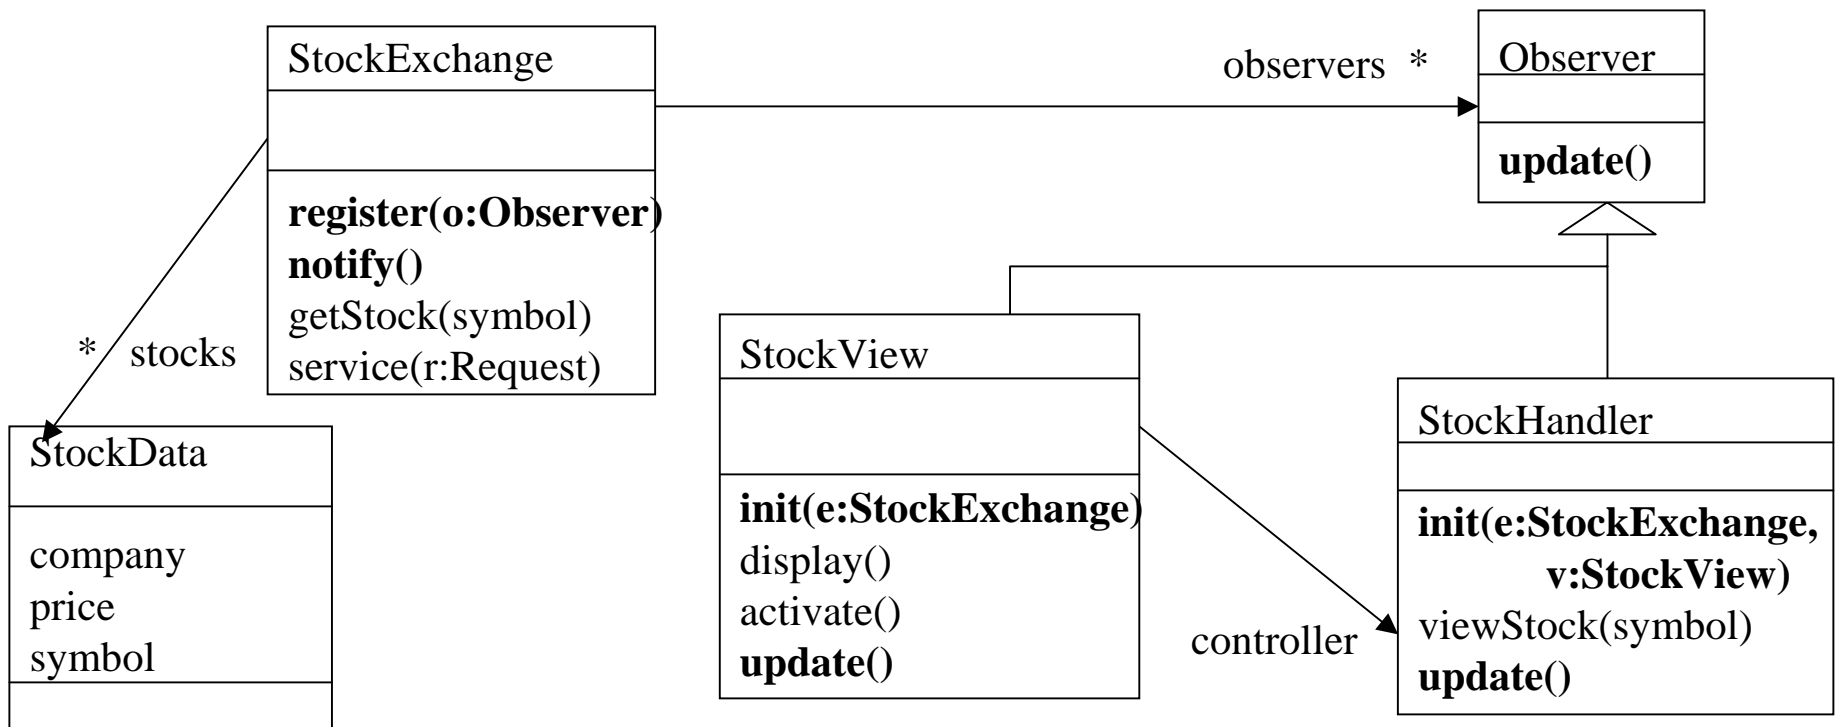 StockExchange
register(o:Observer)
notify()
getStock(symbol)
service(r:Request)
observers *
Observer
update()
* stocks
StockData
company
price
symbol
StockView
init(e:StockExchange)
display()
activate()
update()
controller
StockHandler
init(e:StockExchange,
v:StockView)
viewStock(symbol)
update()